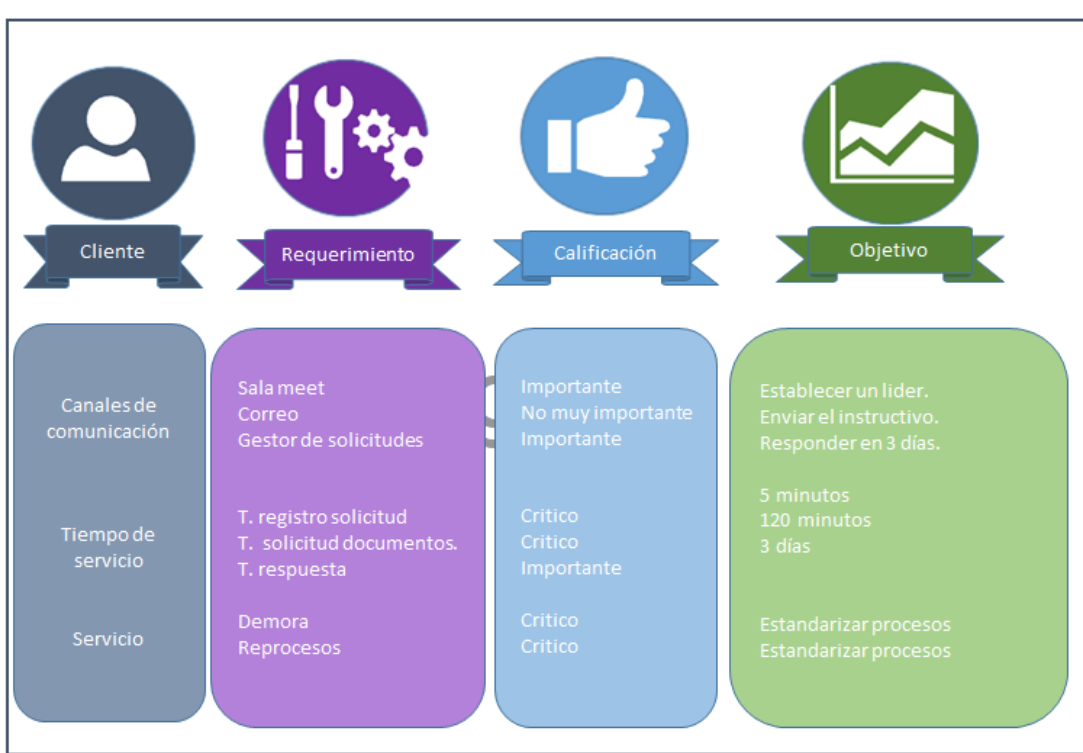 Cliente
Requerimiento
Calificación
Objetivo
Canales de
comunicación
Sala meet
Correo
Gestor de solicitudes
Importante
No muy importante
Importante
Establecer un lider.
Enviar el instructivo.
Responder en 3 días.
Tiempo de
servicio
T. registro solicitud
T. solicitud documentos.
T. respuesta
Critico
Critico
Importante
5 minutos
120 minutos
3 días
Servicio
Demora
Reprocesos
Critico
Critico
Estandarizar procesos
Estandarizar procesos